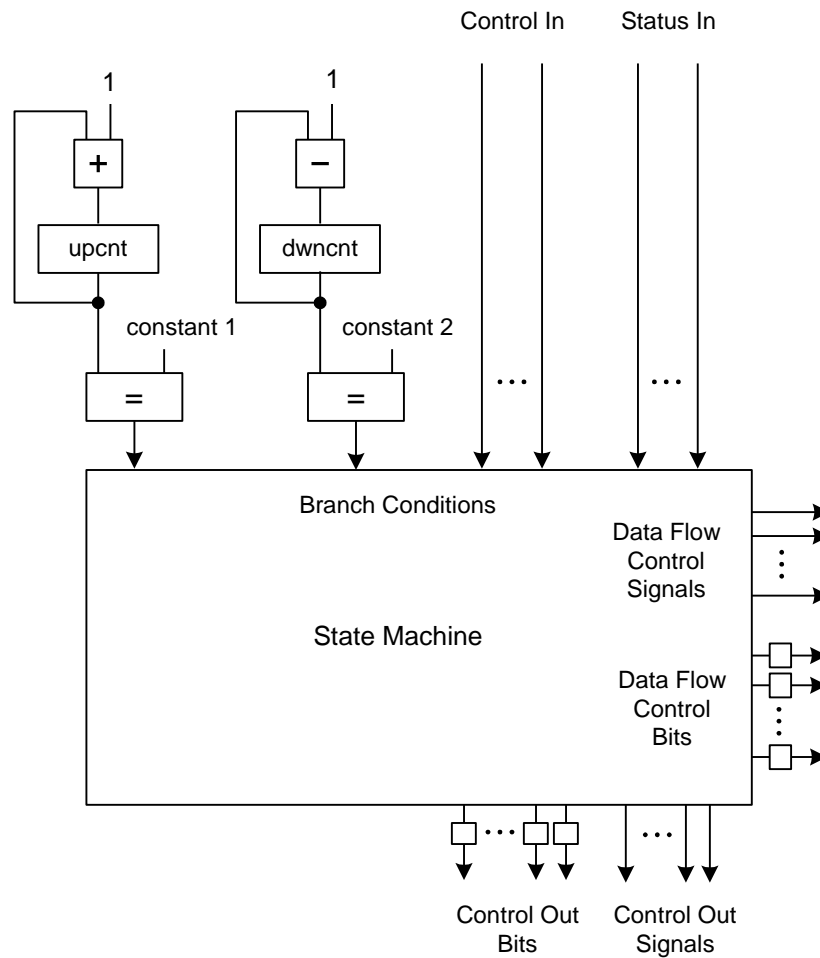 Control In
Status In
1
1
+
−
upcnt
dwncnt
constant 1
constant 2
=
=
...
...
Branch Conditions
Data Flow
Control
Signals
State Machine
Data Flow
Control
Bits
...
...
Control Out
Bits
Control Out
Signals